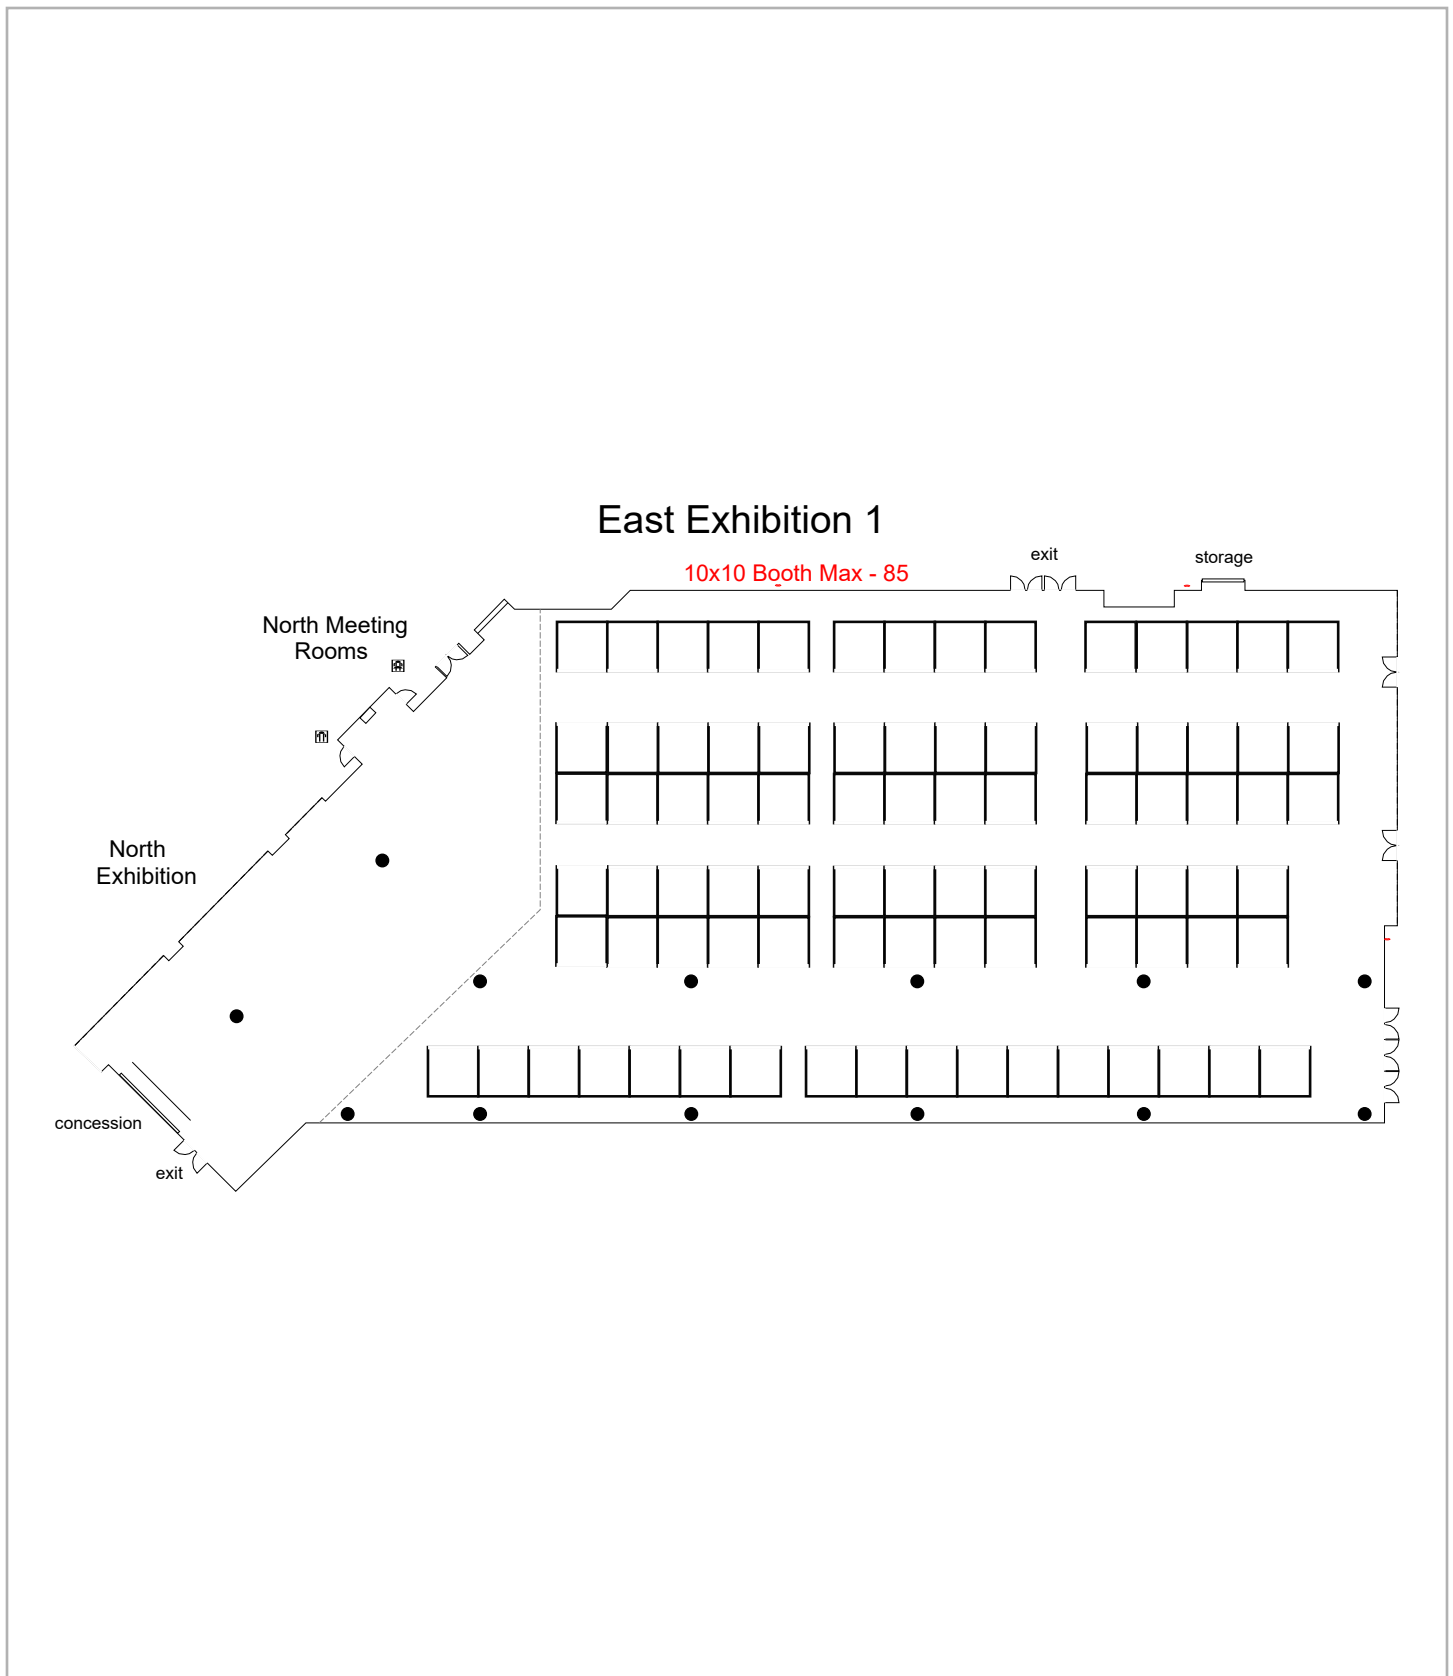 East Exhibition 1
10x10 Booth Max - 85
exit
storage
North Meeting
Rooms
North
Exhibition
concession
exit